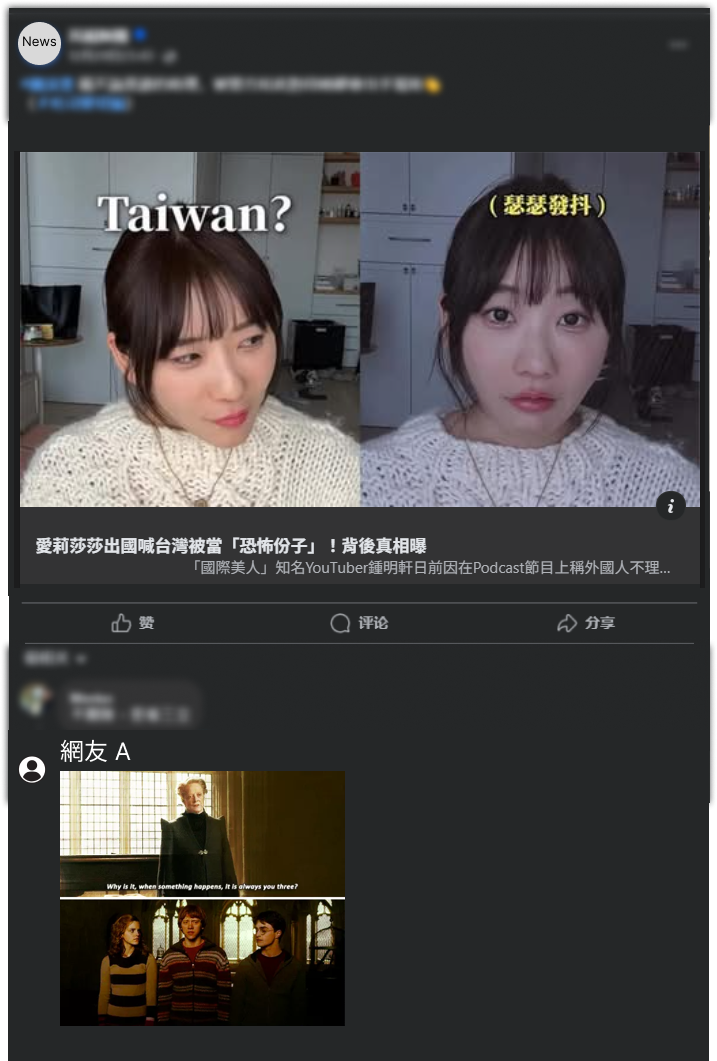 News
Taiwan?
（瑟瑟發抖）
愛莉莎莎出國喊台灣被當「恐怖份子」！背後真相曝
「國際美人」知名YouTuber鍾明軒日前因在Podcast節目上稱外國人不理...
赞
评论
分享
網友 A
Why is it, when something happens, it is always you three?